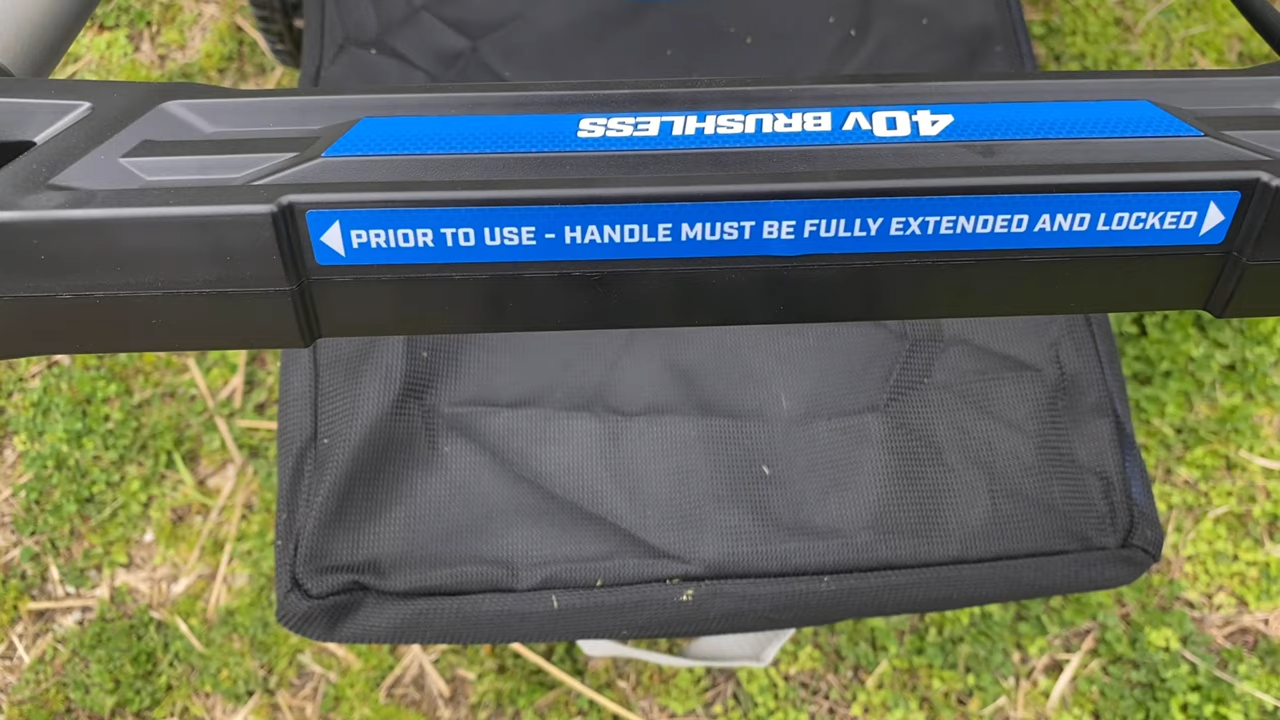 40V BRUSHLESS
PRIOR TO USE - HANDLE MUST BE FULLY EXTENDED AND LOCKED